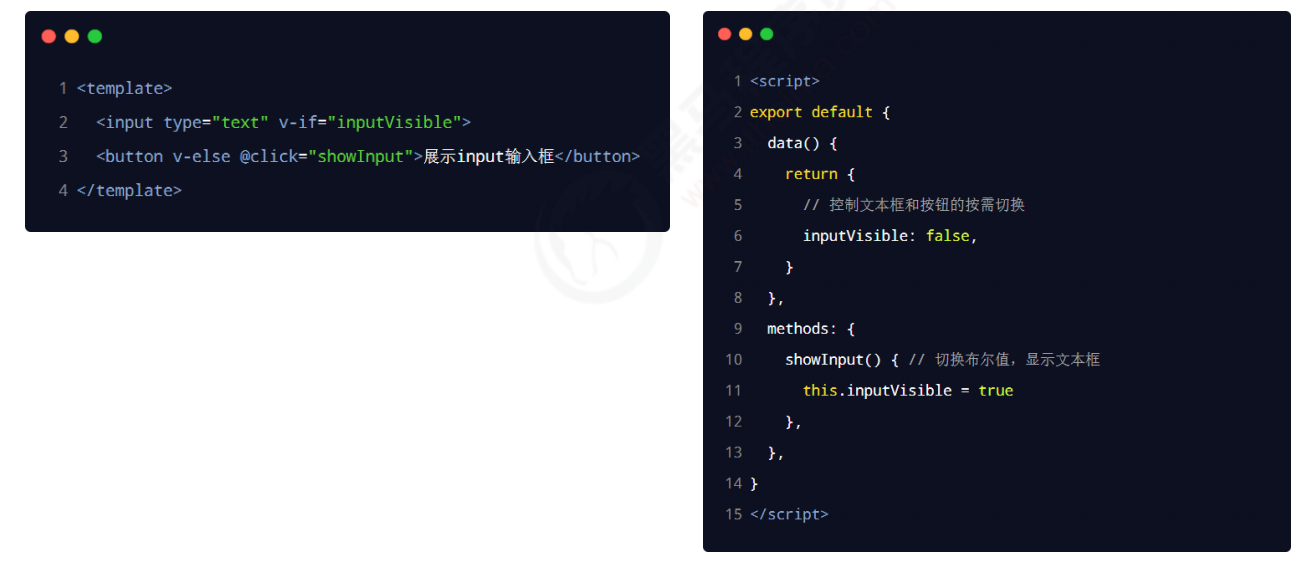 1 <template>
2 <input type="text" v-if="inputVisible">
3 <button v-else @click="showInput">展示input输入框</button>
4 </template>
1 <script>
2 export default {
3 data() {
4 return {
5 // 控制文本框和按钮的按需切换
6 inputVisible: false,
7 }
8 },
9 methods: {
10 showInput() { // 切换布尔值，显示文本框
11 this.inputVisible = true
12 },
13 },
14 }
15 </script>